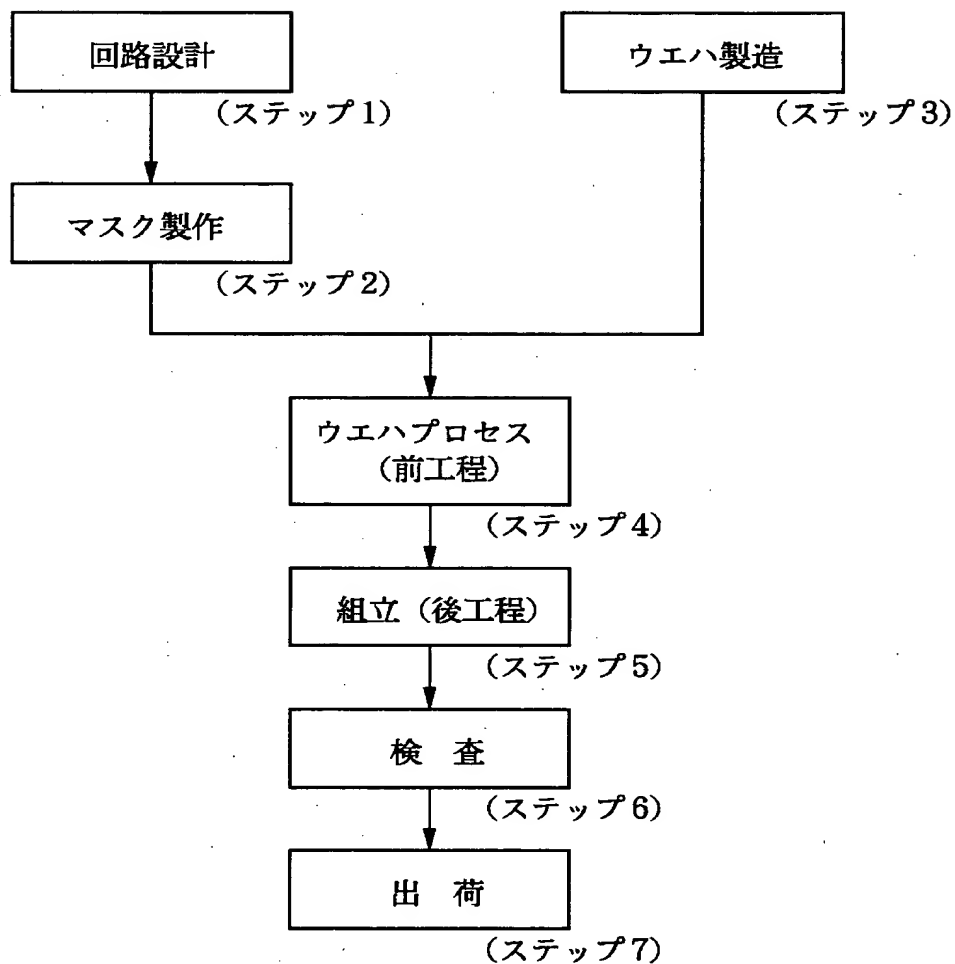 回路設計
(ステップ1)
ウエハ製造
(ステップ3)
マスク製作
(ステップ2)
ウエハプロセス
(前工程)
(ステップ4)
組立(後工程)
(ステップ5)
検 査
(ステップ6)
出 荷
(ステップ7)